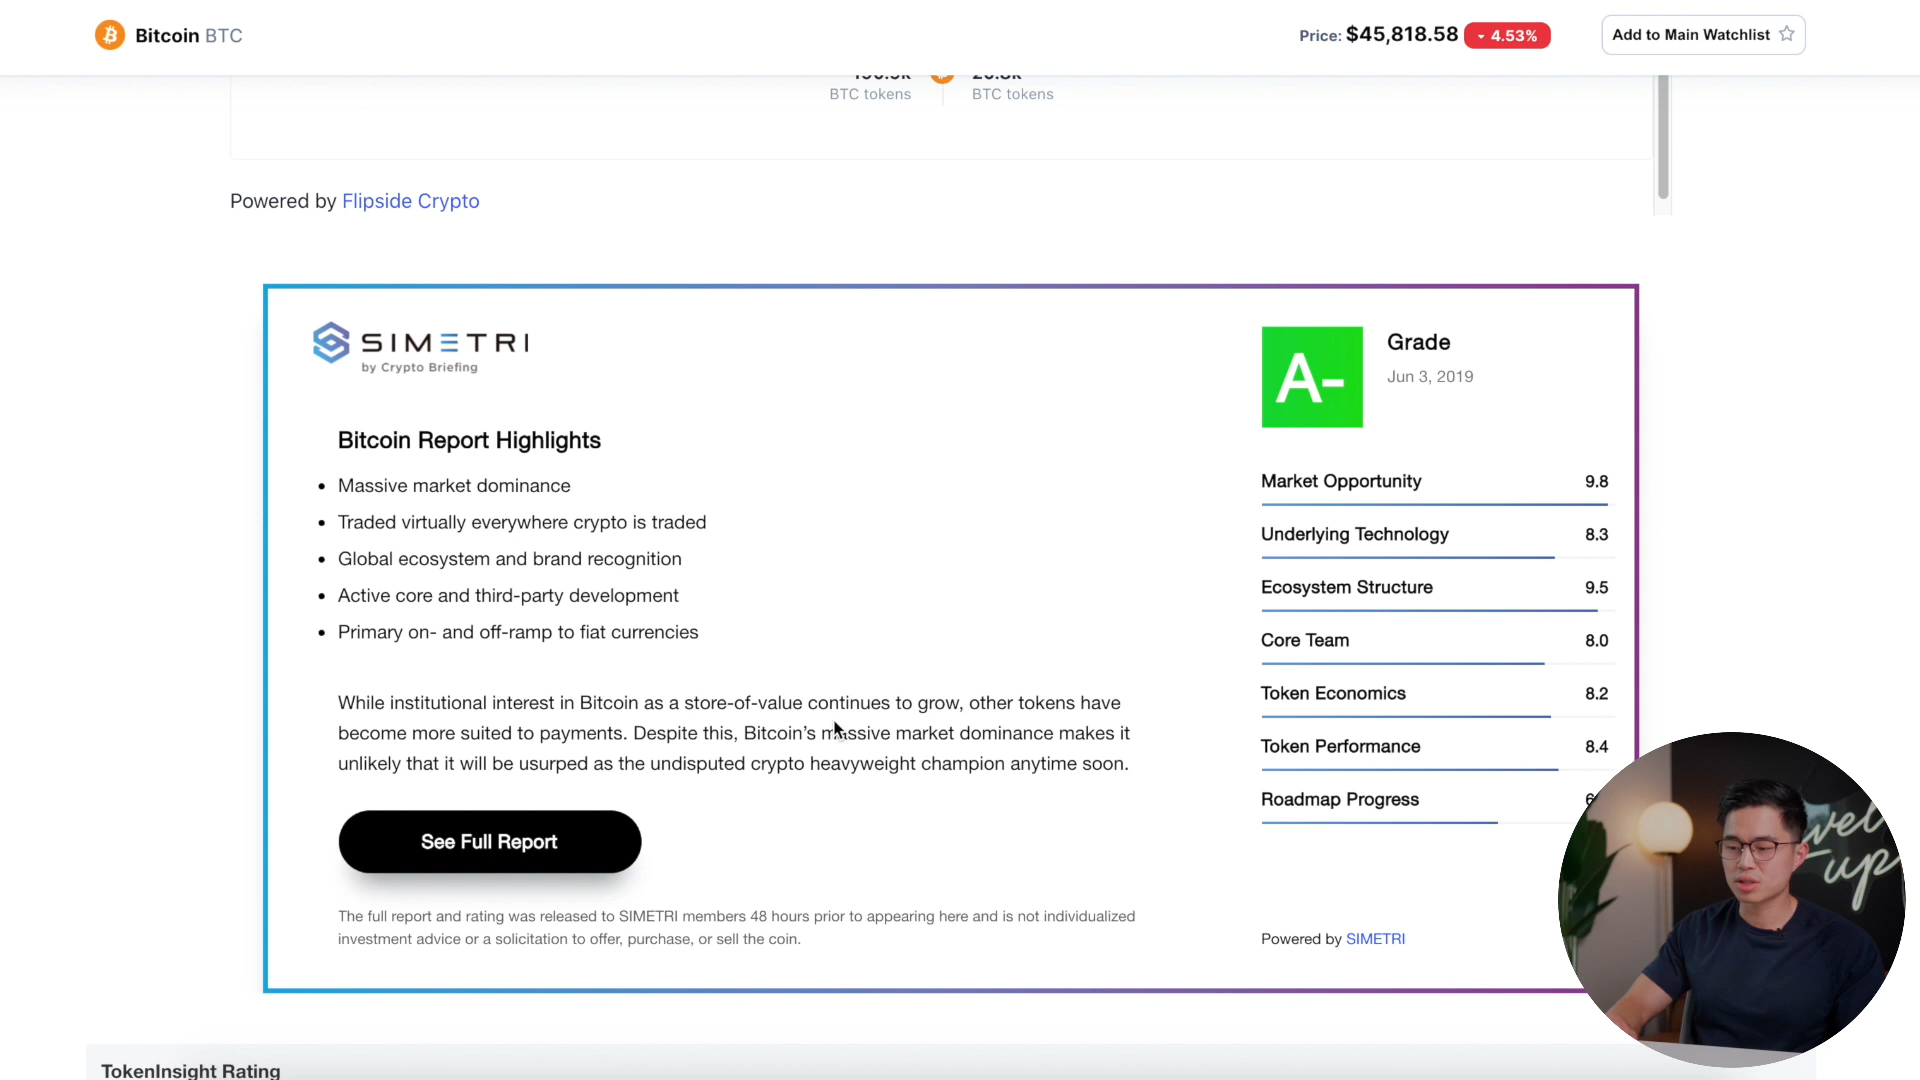 Bitcoin BTC
Price: $45,818.58 4.53%
Add to Main Watchlist
BTC tokens
BTC tokens
Powered by Flipside Crypto
SIMETRI
by Crypto Briefing
A-
Grade
Jun 3, 2019
Bitcoin Report Highlights
• Massive market dominance
• Traded virtually everywhere crypto is traded
• Global ecosystem and brand recognition
• Active core and third-party development
• Primary on- and off-ramp to fiat currencies
While institutional interest in Bitcoin as a store-of-value continues to grow, other tokens have
become more suited to payments. Despite this, Bitcoin’s massive market dominance makes it
unlikely that it will be usurped as the undisputed crypto heavyweight champion anytime soon.
See Full Report
The full report and rating was released to SIMETRI members 48 hours prior to appearing here and is not individualized
investment advice or a solicitation to offer, purchase, or sell the coin.
Market Opportunity 9.8
Underlying Technology 8.3
Ecosystem Structure 9.5
Core Team 8.0
Token Economics 8.2
Token Performance 8.4
Roadmap Progress
Powered by SIMETRI
up
TokenInsight Rating